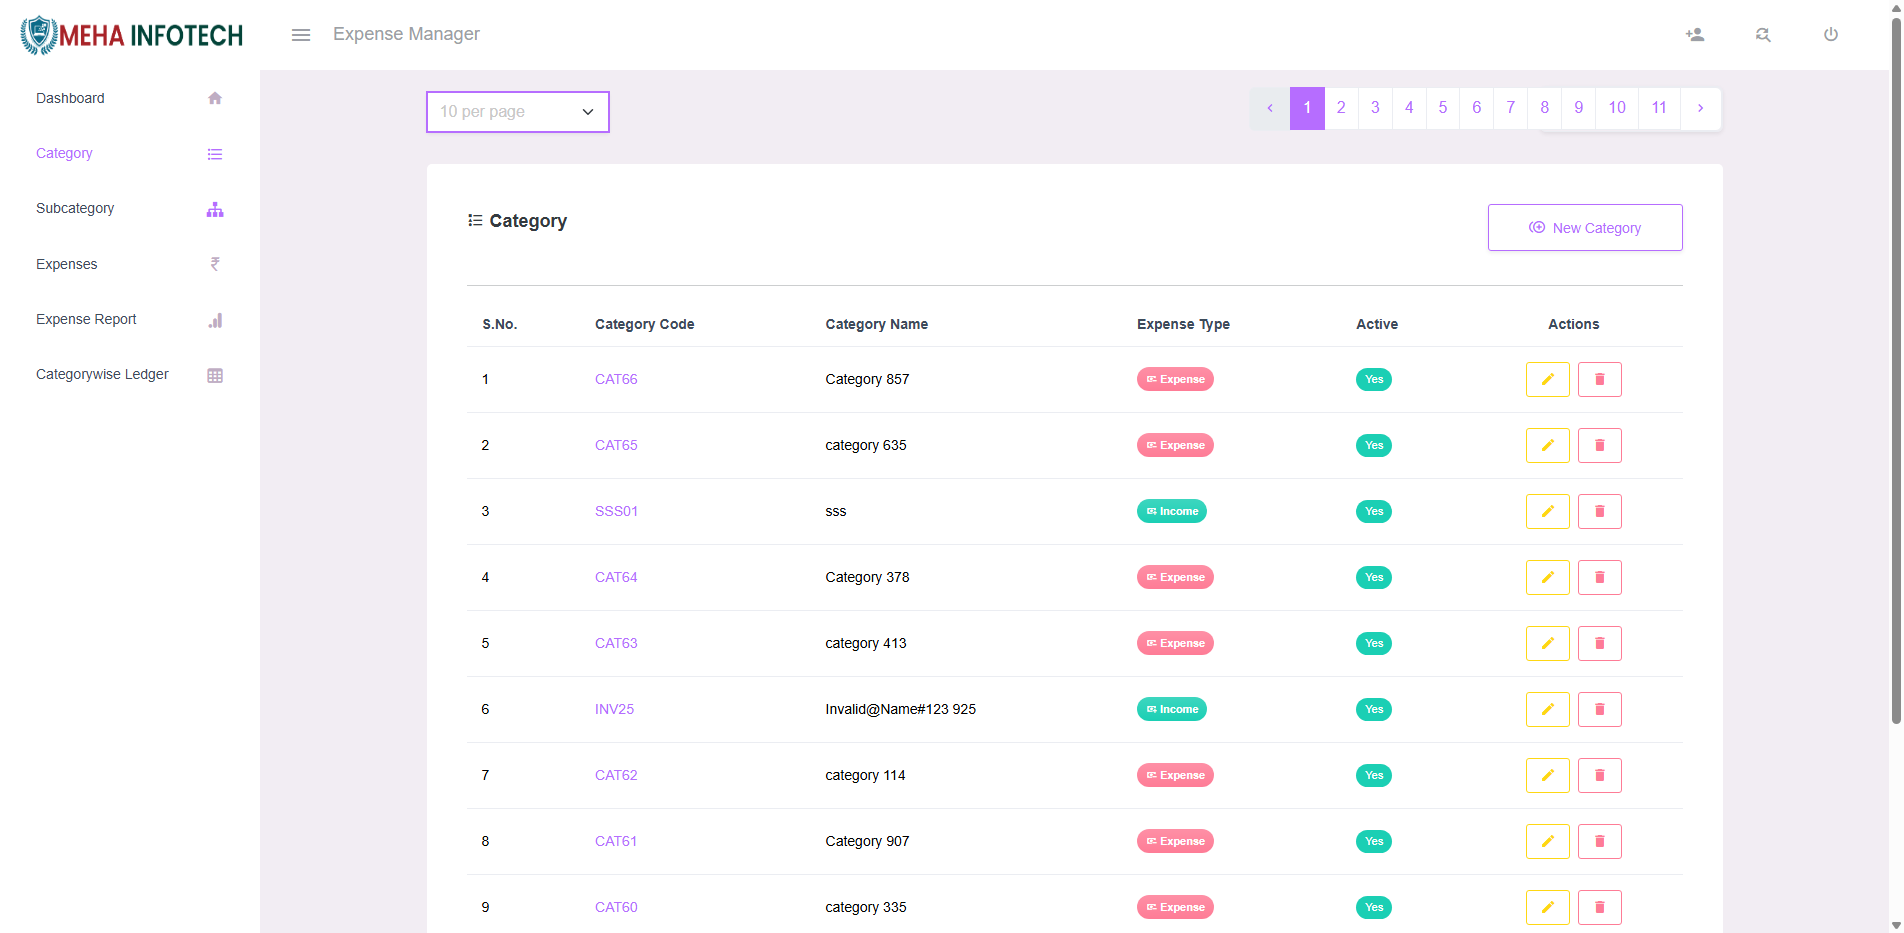 MEHA INFOTECH
Expense Manager
Dashboard
Category
Subcategory
Expenses
Expense Report
Categorywise Ledger
10 per page
1 2 3 4 5 6 7 8 9 10 11
Category
New Category
S.No. Category Code Category Name Expense Type Active Actions
1 CAT66 Category 857 Expense Yes
2 CAT65 category 635 Expense Yes
3 SSS01 sss Income Yes
4 CAT64 Category 378 Expense Yes
5 CAT63 category 413 Expense Yes
6 INV25 Invalid@Name#123 925 Income Yes
7 CAT62 category 114 Expense Yes
8 CAT61 Category 907 Expense Yes
9 CAT60 category 335 Expense Yes